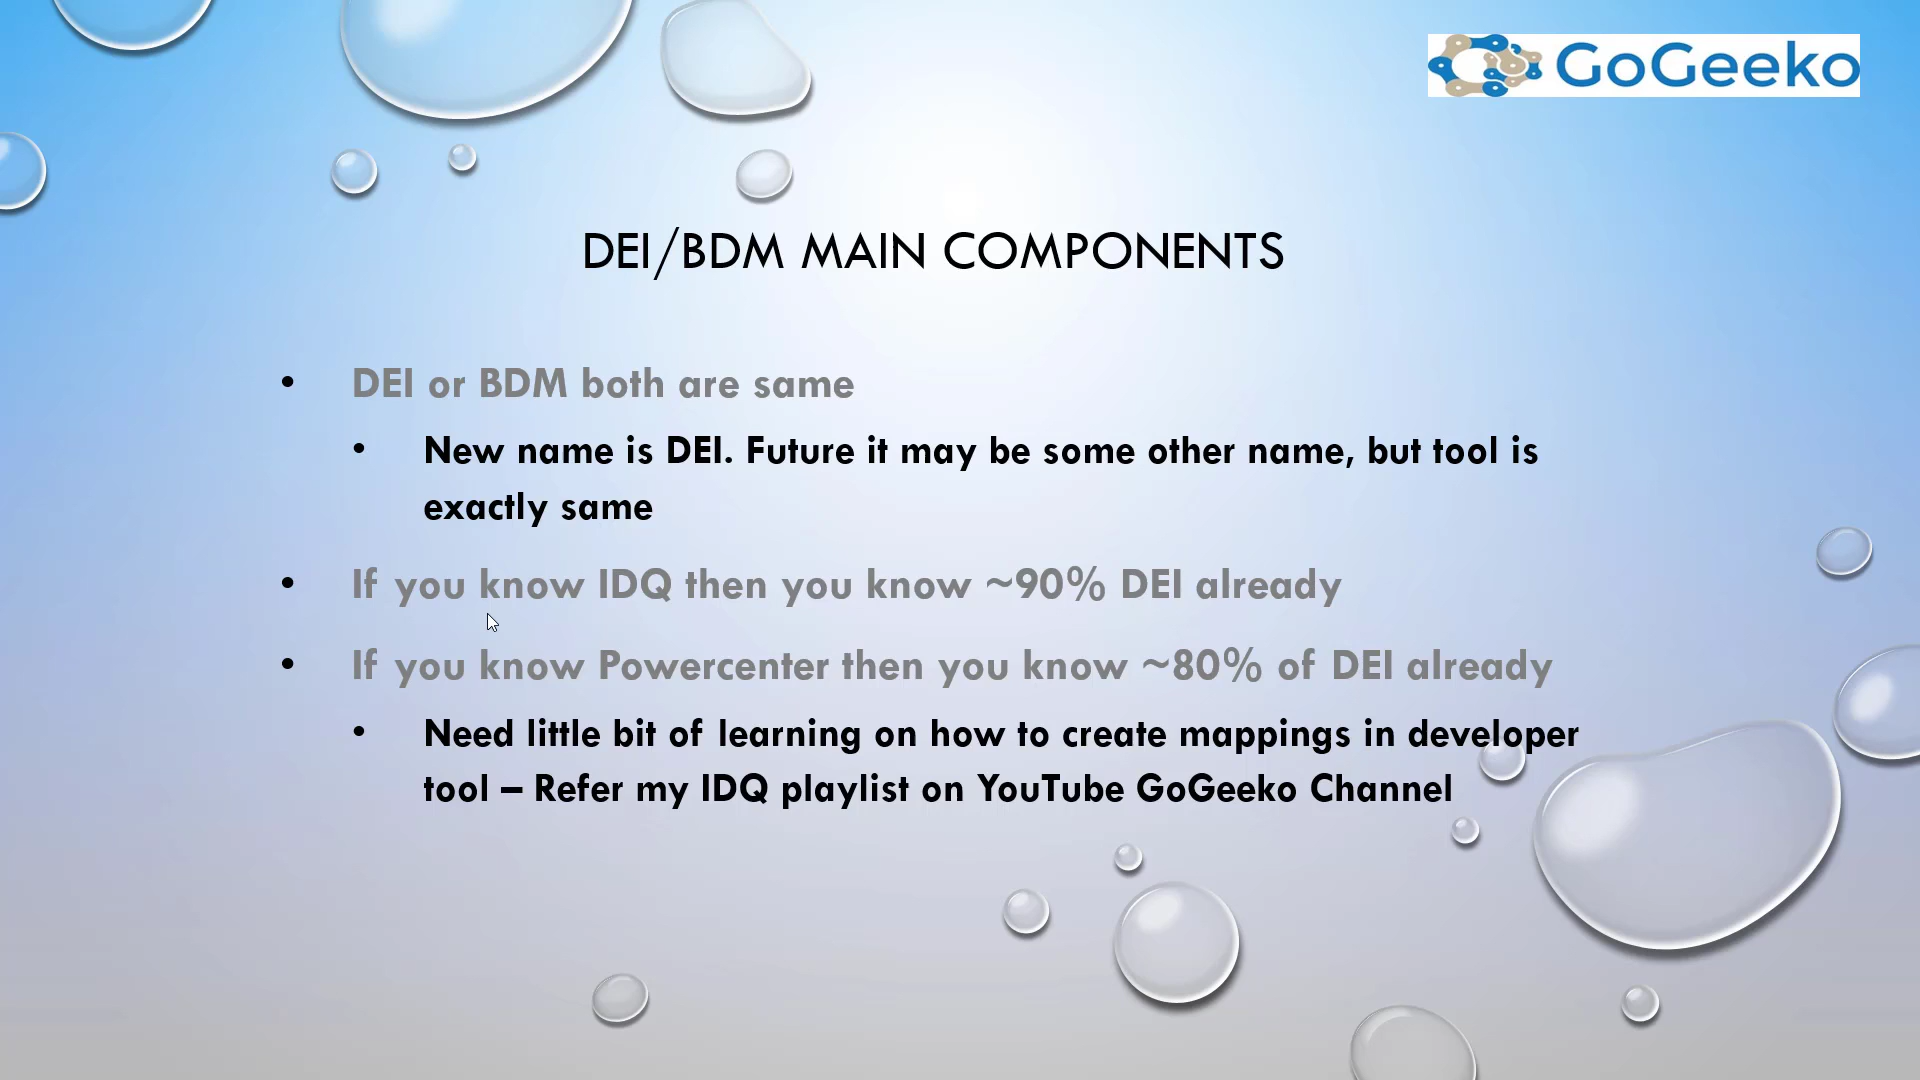 GoGeeko
DEI/BDM MAIN COMPONENTS
• DEI or BDM both are same
• New name is DEI. Future it may be some other name, but tool is
exactly same
• If you know IDQ then you know ~90% DEI already
• If you know Powercenter then you know ~80% of DEI already
• Need little bit of learning on how to create mappings in developer
tool – Refer my IDQ playlist on YouTube GoGeeko Channel